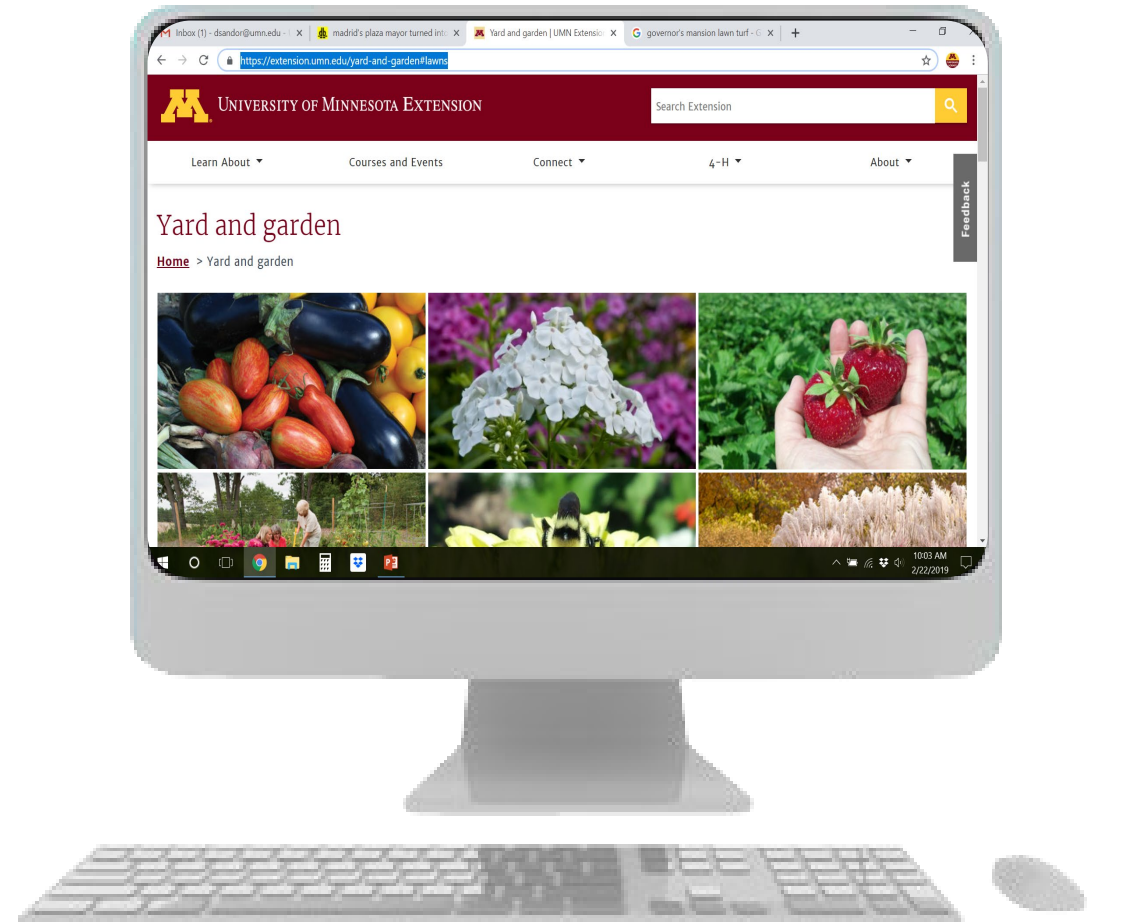 Inbox (1) - dsandor@umn.edu -
madrid's plaza mayor turned into
Yard and garden | UMN Extension
governor's mansion lawn turf - G
https://extension.umn.edu/yard-and-garden#lawns
UNIVERSITY OF MINNESOTA EXTENSION
Search Extension
Learn About
Courses and Events
Connect
4-H
About
Feedback
Yard and garden
Home > Yard and garden
10:03 AM
2/22/2019